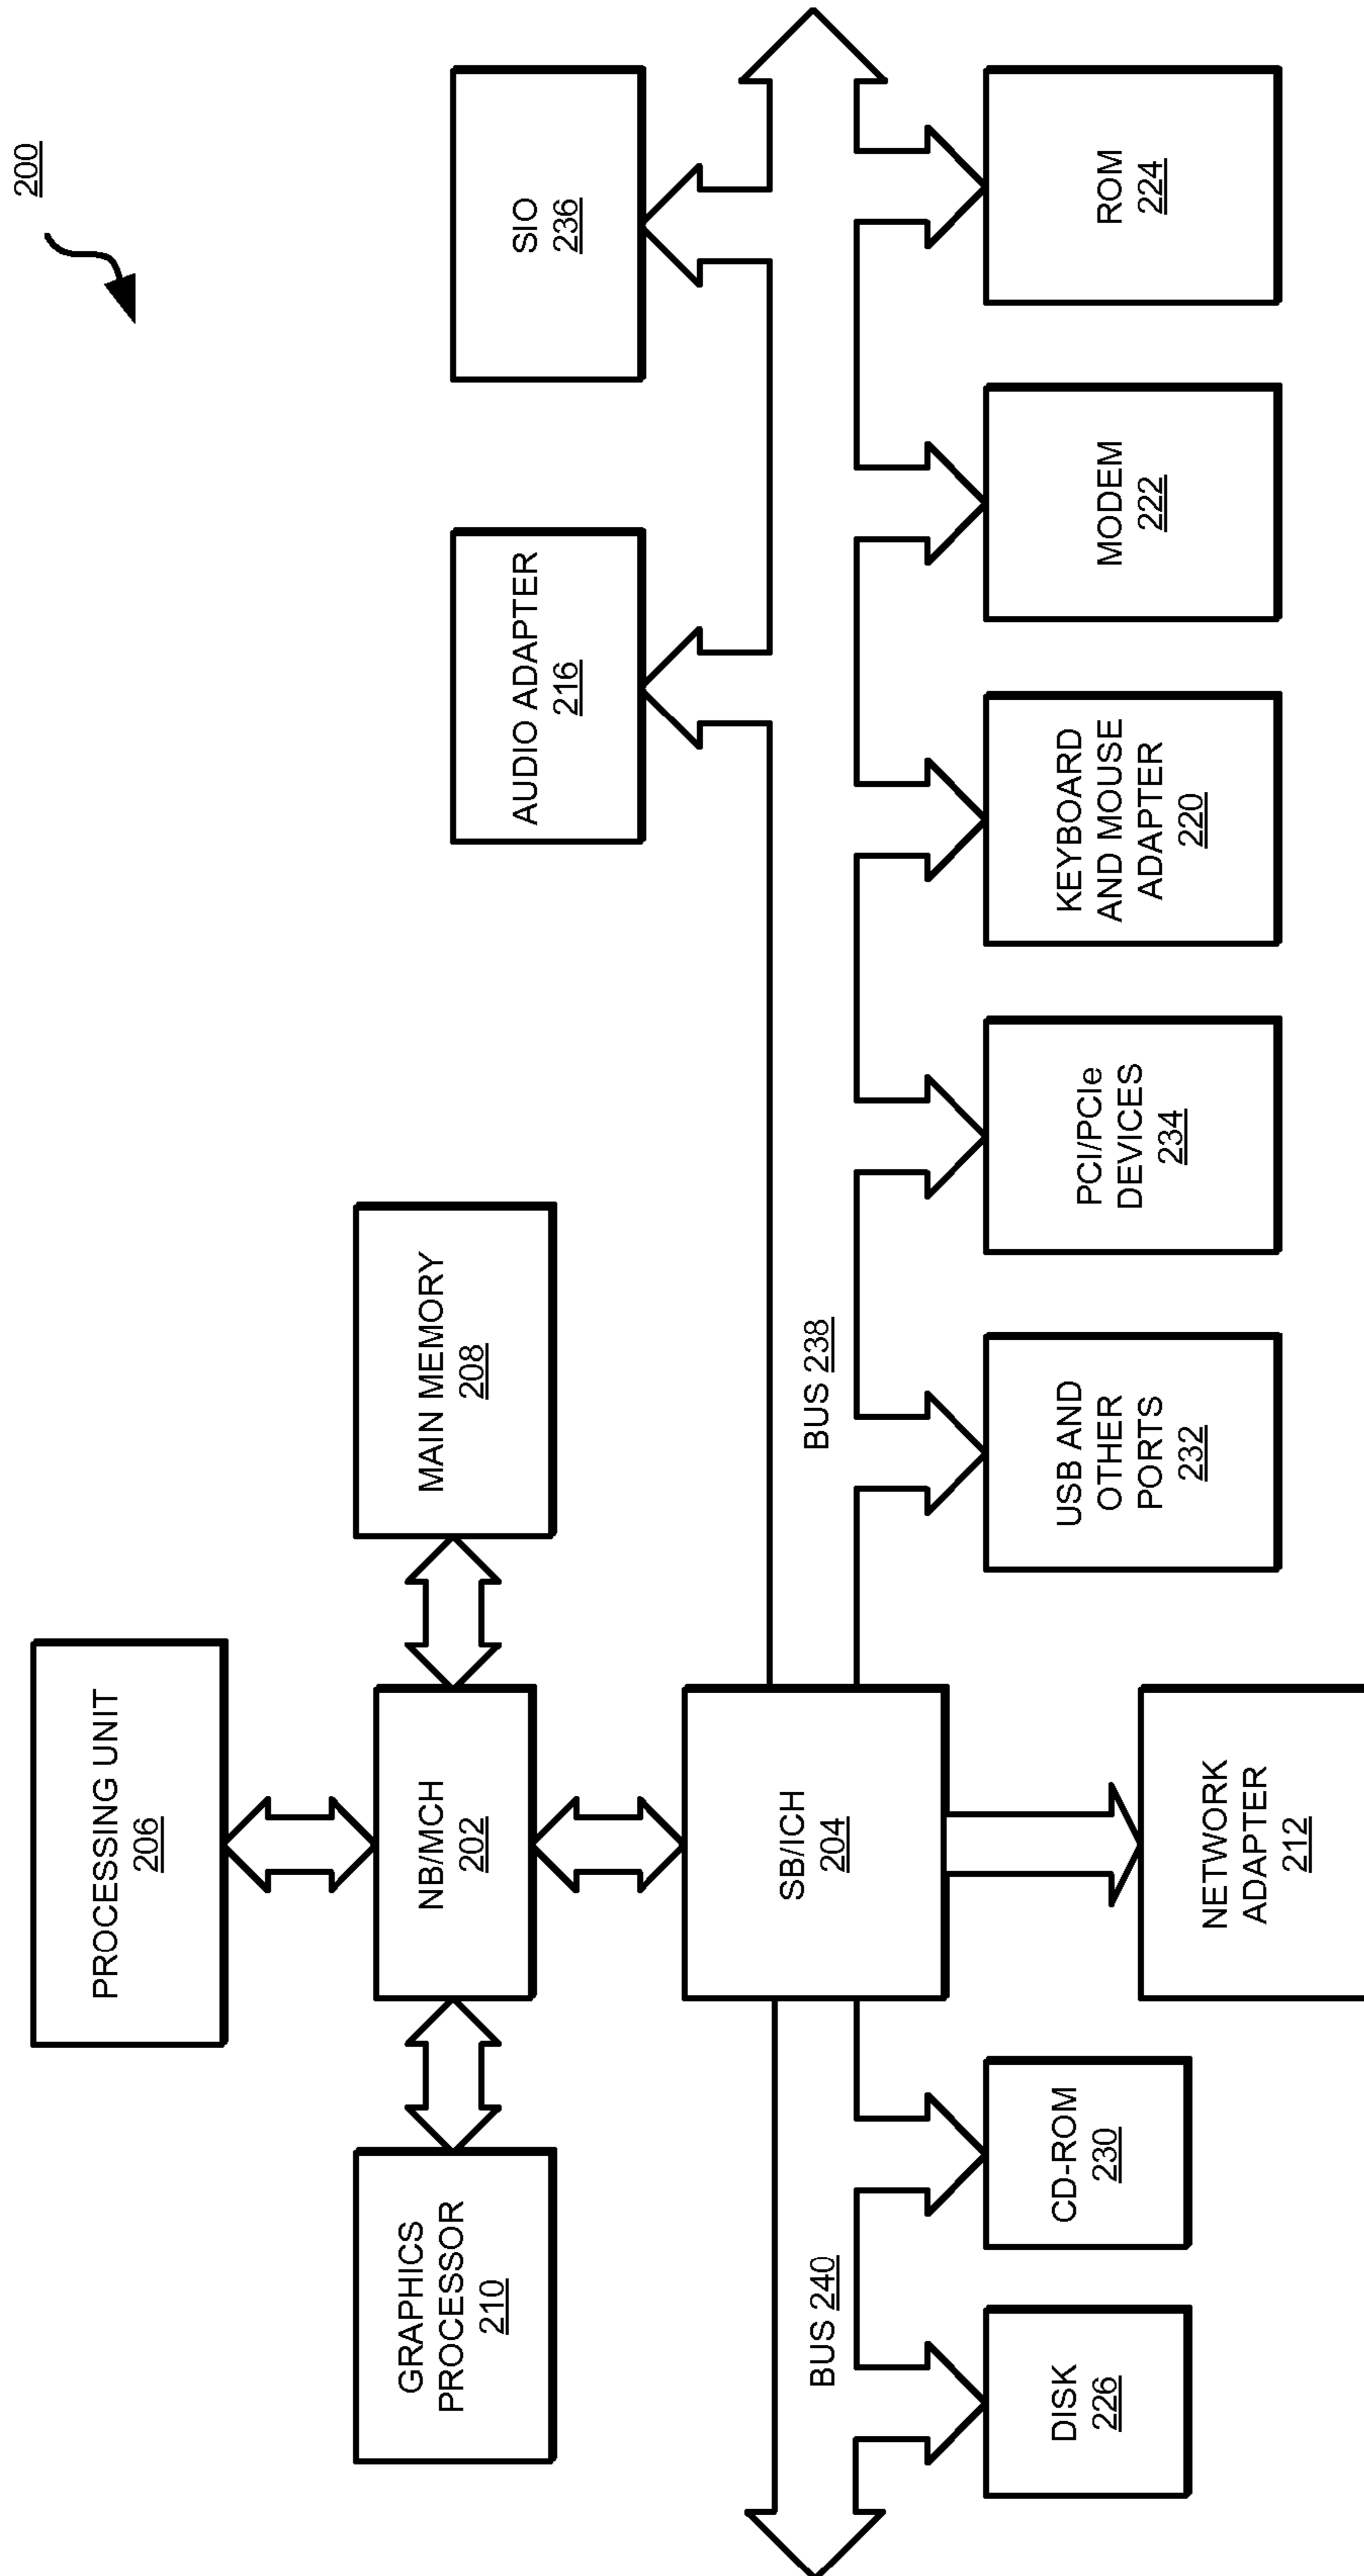 200
PROCESSING UNIT
206
GRAPHICS
PROCESSOR
210
NB/MCH
202
MAIN MEMORY
208
AUDIO ADAPTER
216
SIO
236
SB/ICH
204
BUS 240
BUS 238
DISK
226
CD-ROM
230
USB AND
OTHER
PORTS
232
PCI/PCIe
DEVICES
234
KEYBOARD
AND MOUSE
ADAPTER
220
MODEM
222
ROM
224
NETWORK
ADAPTER
212